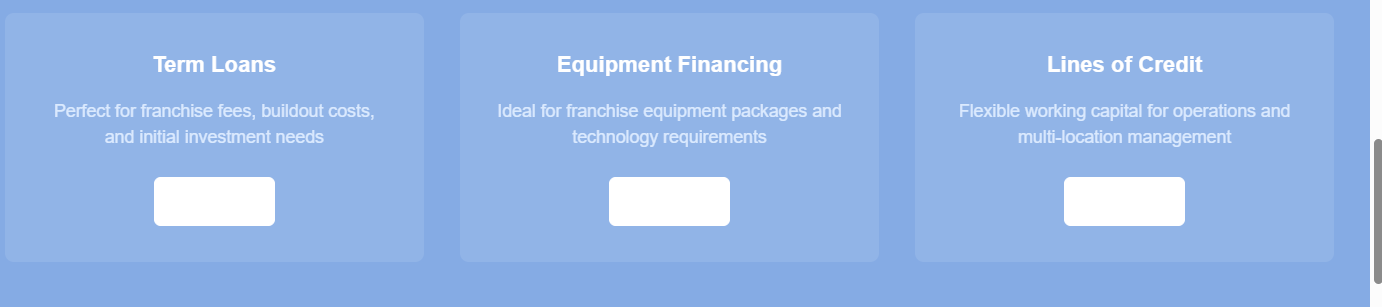 Term Loans
Perfect for franchise fees, buildout costs,
and initial investment needs
Equipment Financing
Ideal for franchise equipment packages and
technology requirements
Lines of Credit
Flexible working capital for operations and
multi-location management